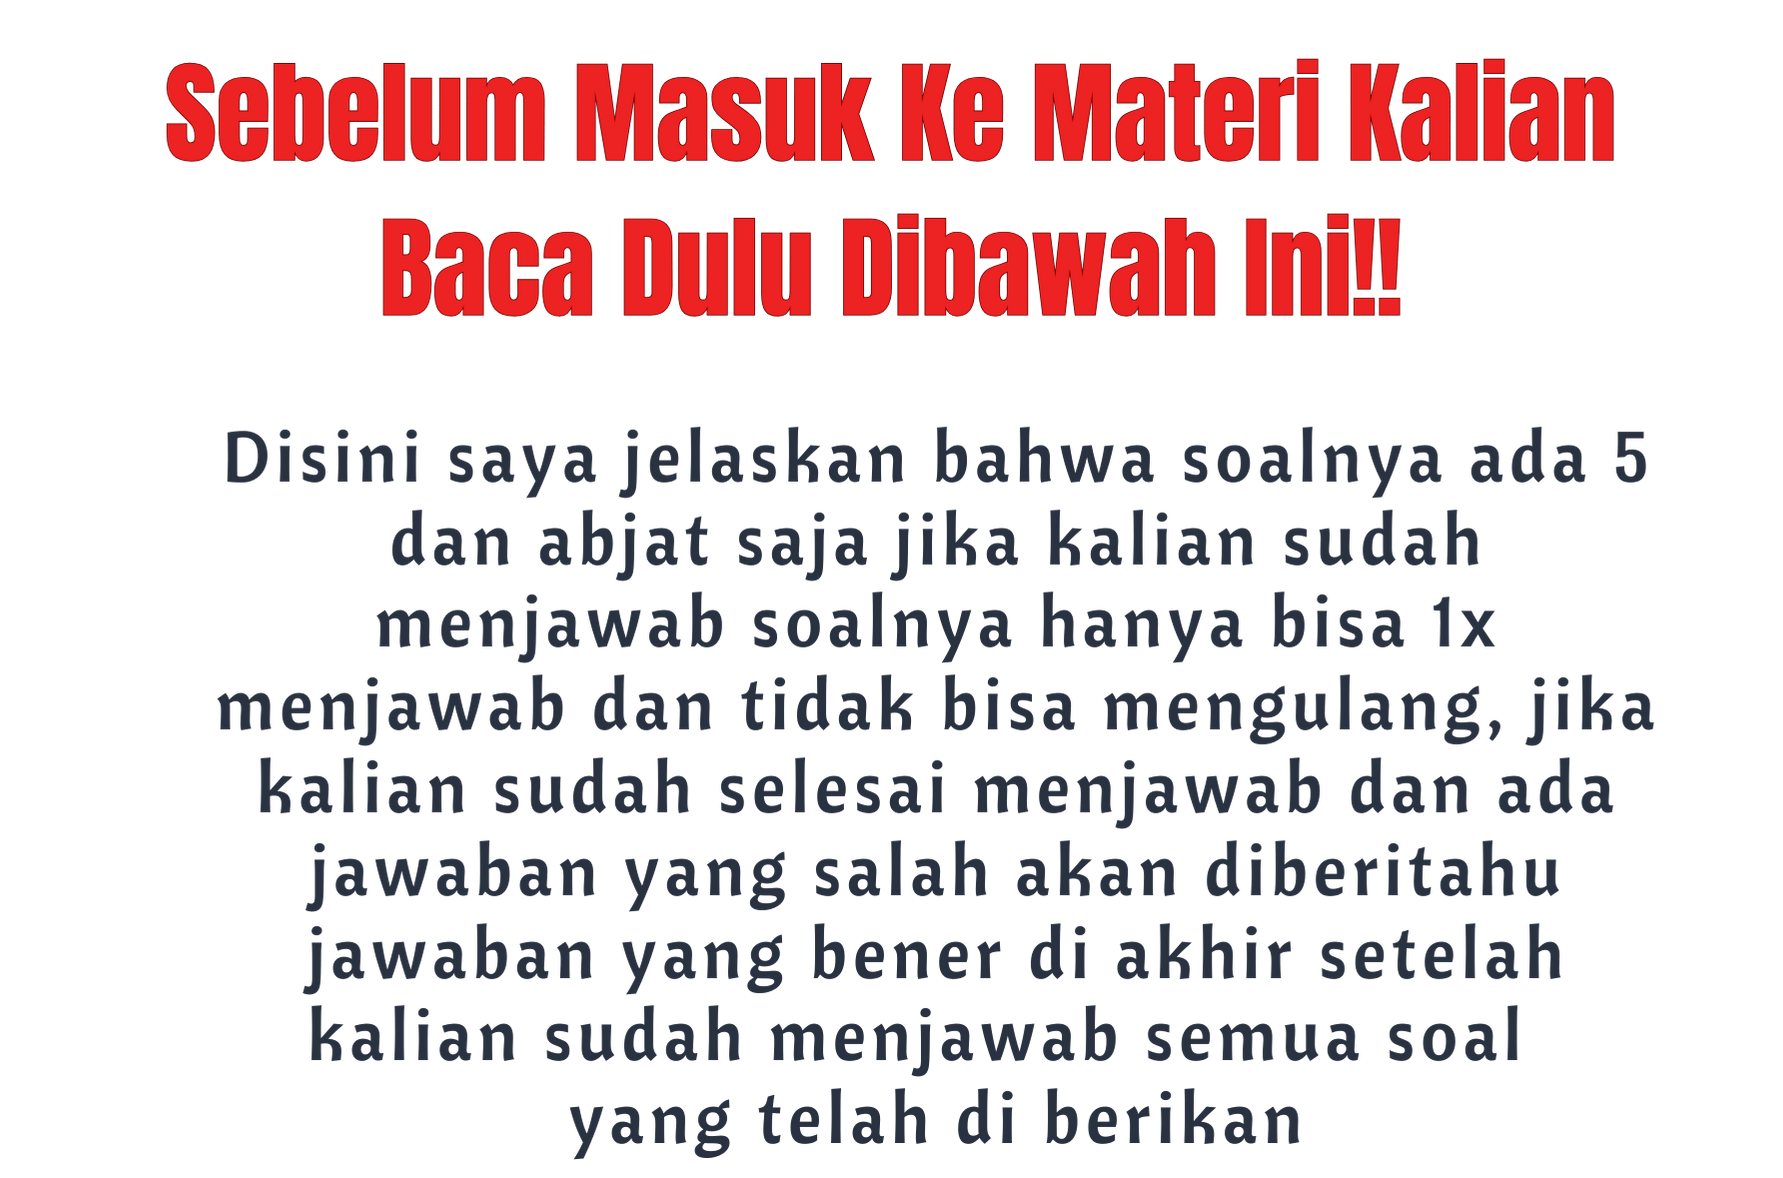 Sebelum Masuk Ke Materi Kalian
Baca Dulu Dibawah Ini!!
Disini saya jelaskan bahwa soalnya ada 5
dan abjat saja jika kalian sudah
menjawab soalnya hanya bisa 1x
menjawab dan tidak bisa mengulang, jika
kalian sudah selesai menjawab dan ada
jawaban yang salah akan diberitahu
jawaban yang bener di akhir setelah
kalian sudah menjawab semua soal
yang telah di berikan